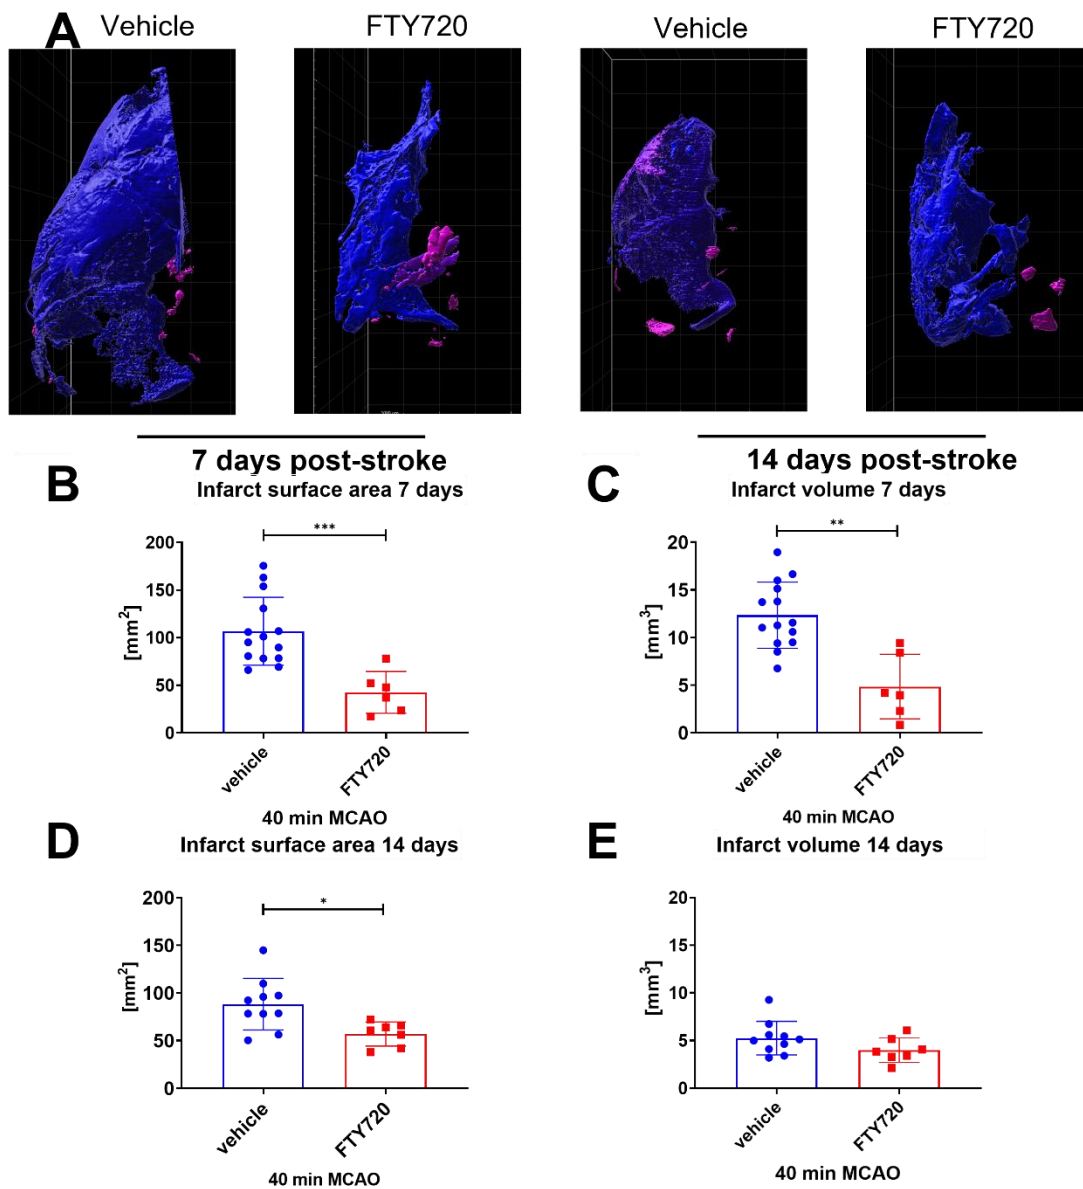 A Vehicle FTY720 Vehicle FTY720
7 days post-stroke 14 days post-stroke
B Infarct surface area 7 days
***
[mm²]
200
150
100
50
0
vehicle
FTY720
40 min MCAO
C Infarct volume 7 days
**
[mm³]
20
15
10
5
0
vehicle
FTY720
40 min MCAO
D Infarct surface area 14 days
*
[mm²]
200
150
100
50
0
vehicle
FTY720
40 min MCAO
E Infarct volume 14 days
[mm³]
20
15
10
5
0
vehicle
FTY720
40 min MCAO